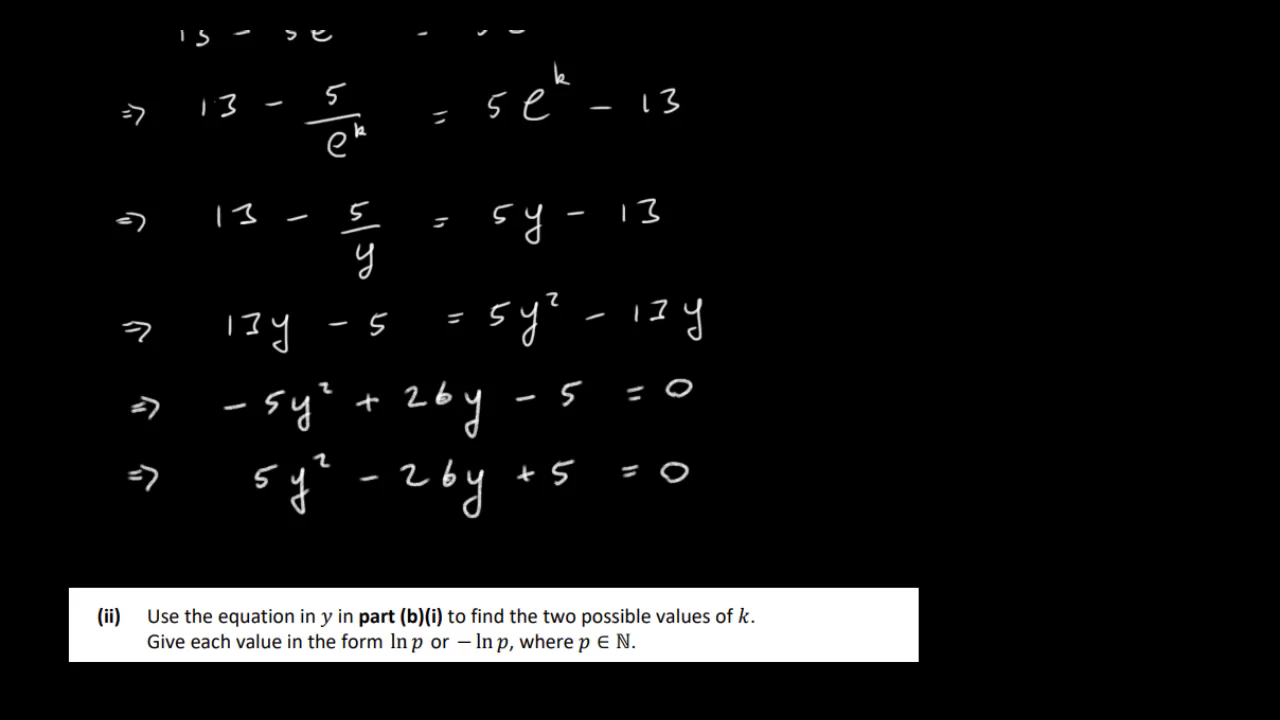 ⇒ 13 - 5/e^k = 5e^k - 13
⇒ 13 - 5/y = 5y - 13
⇒ 13y - 5 = 5y² - 13y
⇒ - 5y² + 26y - 5 = 0
⇒ 5y² - 26y + 5 = 0
(ii) Use the equation in y in part (b)(i) to find the two possible values of k.
Give each value in the form ln p or − ln p, where p ∈ ℕ.